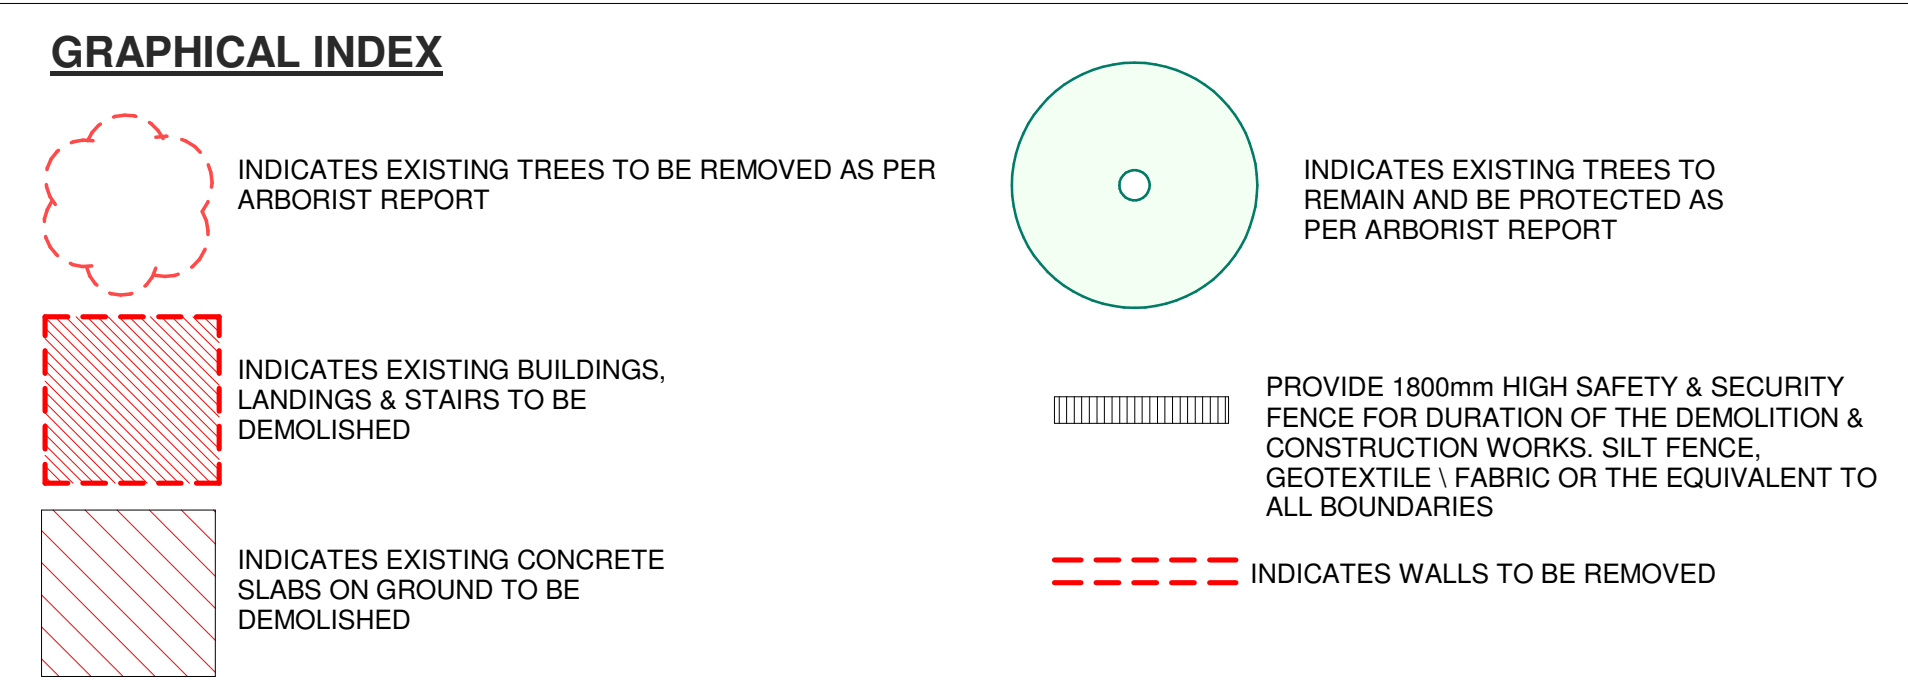 GRAPHICAL INDEX
INDICATES EXISTING TREES TO BE REMOVED AS PER
ARBORIST REPORT
INDICATES EXISTING BUILDINGS,
LANDINGS & STAIRS TO BE
DEMOLISHED
INDICATES EXISTING CONCRETE
SLABS ON GROUND TO BE
DEMOLISHED
INDICATES EXISTING TREES TO
REMAIN AND BE PROTECTED AS
PER ARBORIST REPORT
PROVIDE 1800mm HIGH SAFETY & SECURITY
FENCE FOR DURATION OF THE DEMOLITION &
CONSTRUCTION WORKS. SILT FENCE,
GEOTEXTILE \ FABRIC OR THE EQUIVALENT TO
ALL BOUNDARIES
INDICATES WALLS TO BE REMOVED